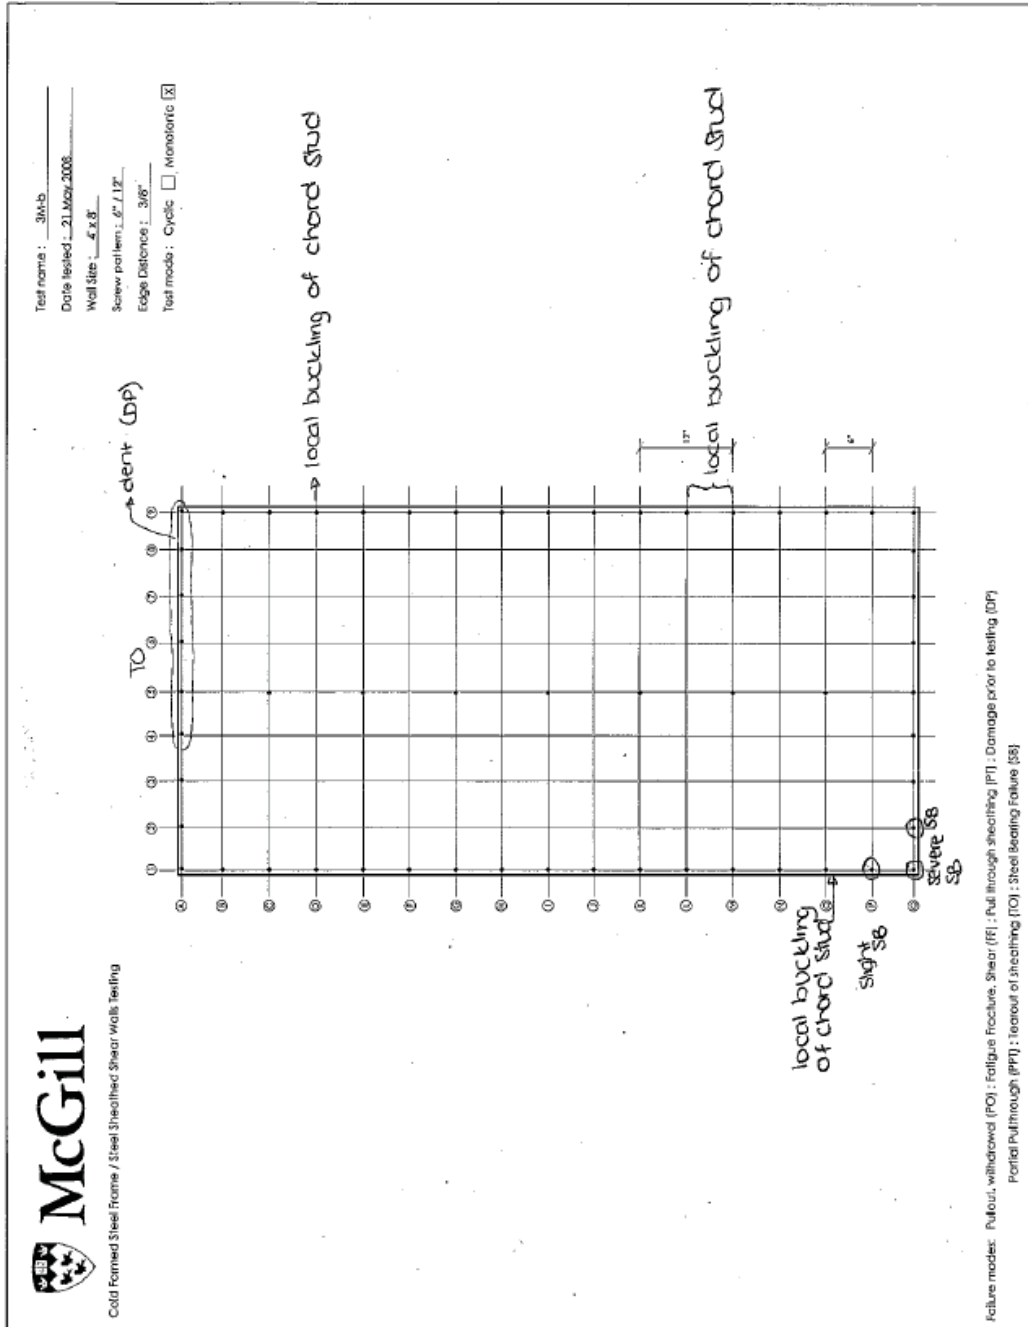 McGill
Cold Formed Steel Frame / Steel Sheathed Shear Walls Testing
Test name : 3M-b
Date tested : 21 May 2008
Wall Size : 4' x 8'
Screw pattern : 6" / 12"
Edge Distance : 3/8"
Test mode : Cyclic Monotonic X
dent (DP)
TO
local buckling of chord stud
local buckling of chord stud
12"
6"
local buckling
of chord stud
slight
SB
severe
SB
SB
Failure modes: Pullout, withdrawal (PO) ; Fatigue Fracture, Shear (FF) ; Pull through sheathing (PT) ; Damage prior to testing (DP)
Partial Pullthrough (PPT) ; Tearout of sheathing (TO) ; Steel Bearing Failure (SB)